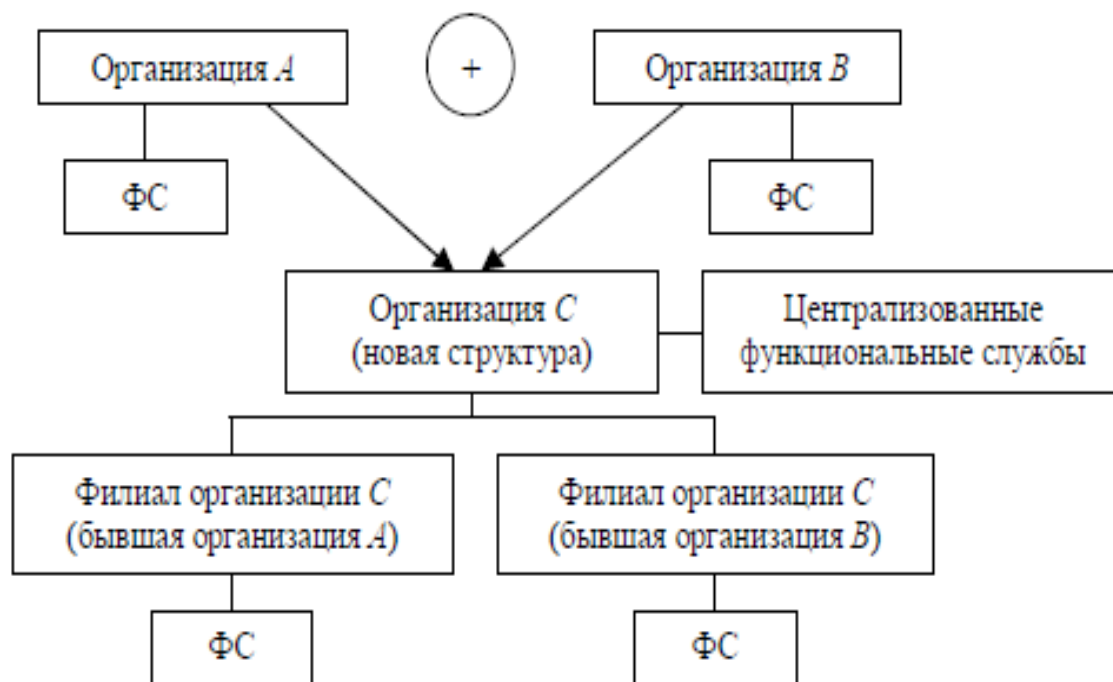 Организация A
+
Организация B
ФС
ФС
Организация C
(новая структура)
Централизованные
функциональные службы
Филиал организации C
(бывшая организация A)
Филиал организации C
(бывшая организация B)
ФС
ФС